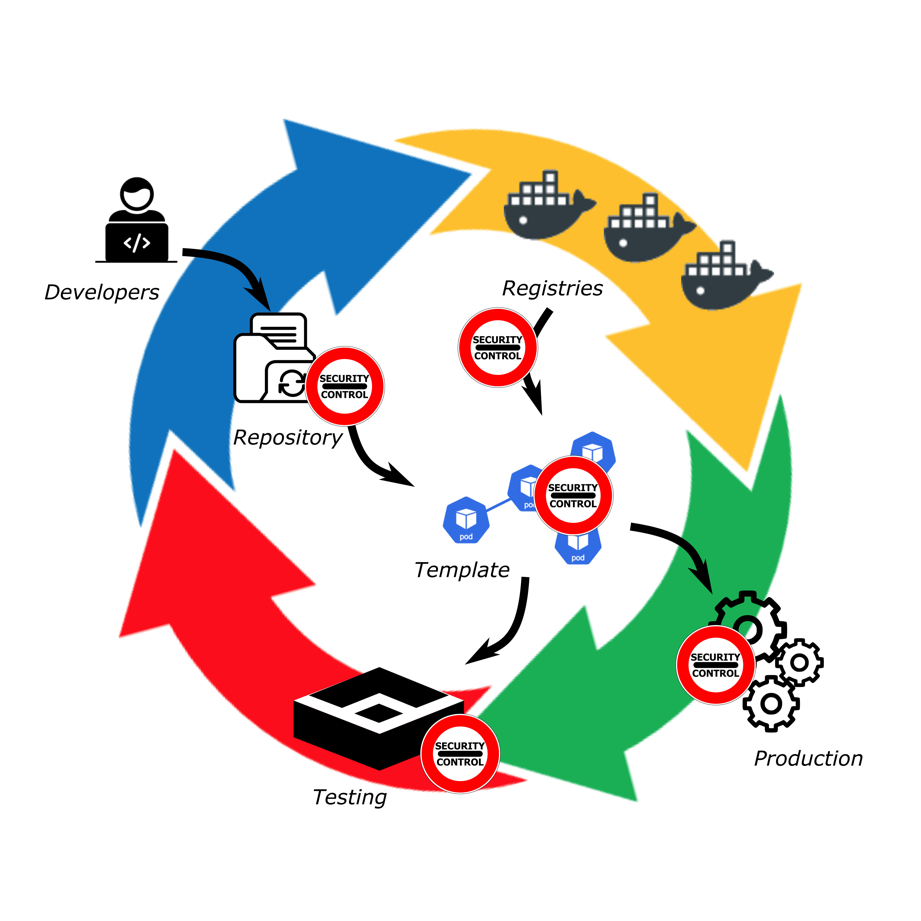 </>
Developers
Registries
SECURITY
CONTROL
SECURITY
CONTROL
Repository
pod
SECURITY
CONTROL
pod
pod
Template
SECURITY
CONTROL
Production
SECURITY
CONTROL
Testing